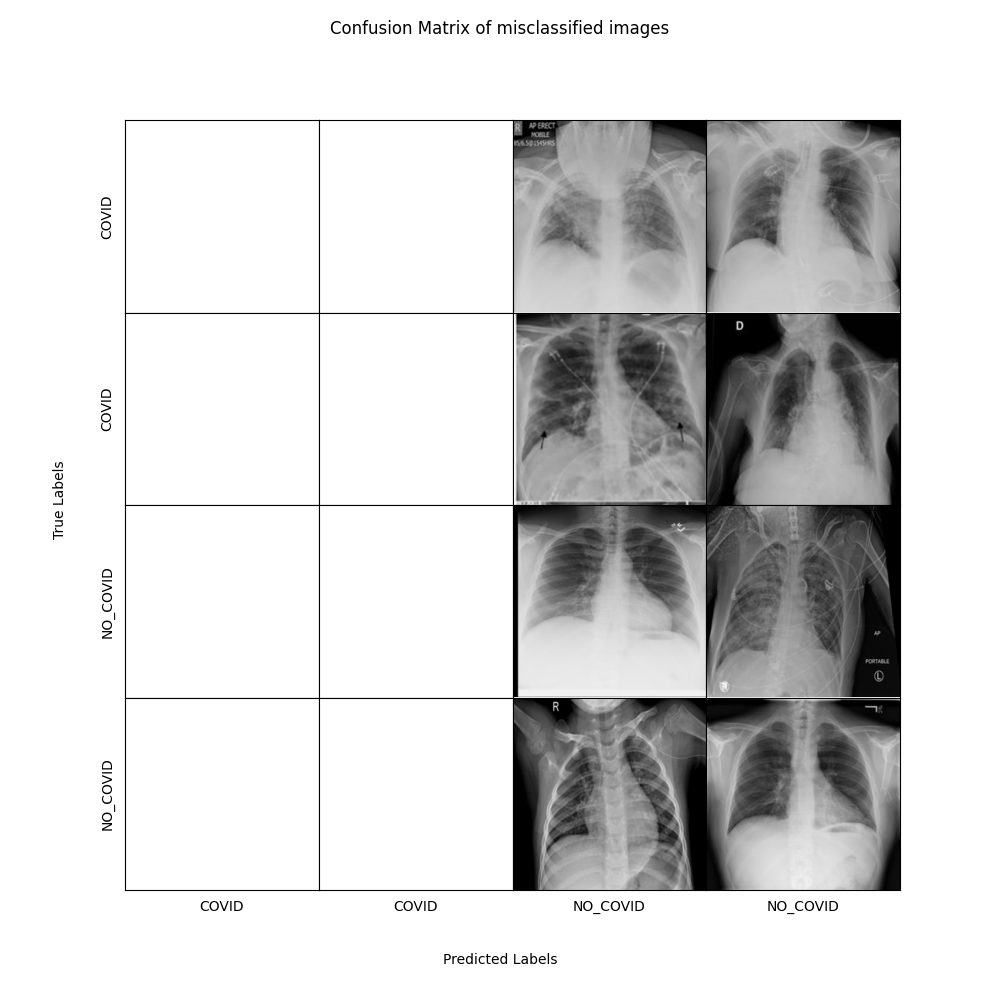 Confusion Matrix of misclassified images
R
AP ERECT
MOBILE
COVID
D
COVID
True Labels
NO_COVID
AP
PORTABLE
L
R
NO_COVID
COVID
COVID
NO_COVID
NO_COVID
Predicted Labels